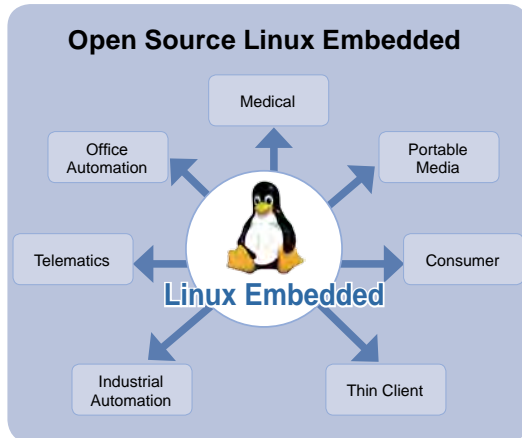 Open Source Linux Embedded
Medical
Office
Automation
Portable
Media
Telematics
Consumer
Linux Embedded
Industrial
Automation
Thin Client